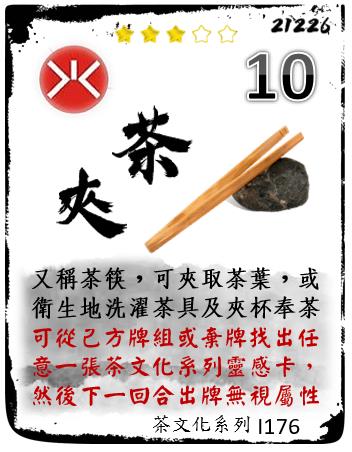 21226
10
茶
夾
又稱茶筷，可夾取茶葉，或
衛生地洗濯茶具及夾杯奉茶
可從己方牌組或棄牌找出任
意一張茶文化系列靈感卡，
然後下一回合出牌無視屬性
茶文化系列 I176